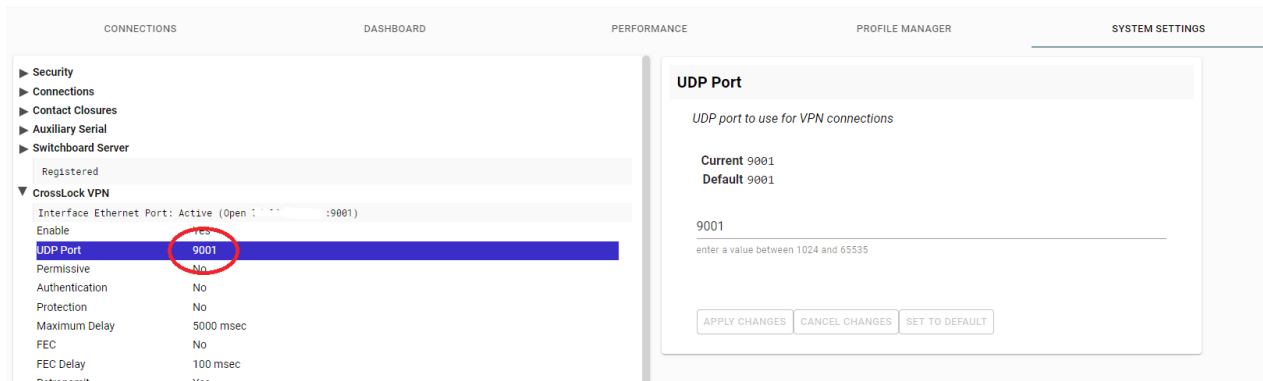 CONNECTIONS DASHBOARD PERFORMANCE PROFILE MANAGER SYSTEM SETTINGS
Security
Connections
Contact Closures
Auxiliary Serial
Switchboard Server
Registered
CrossLock VPN
Interface Ethernet Port: Active (Open :9001)
Enable Yes
UDP Port 9001
Permissive No
Authentication No
Protection No
Maximum Delay 5000 msec
FEC No
FEC Delay 100 msec
UDP Port
UDP port to use for VPN connections
Current 9001
Default 9001
9001
enter a value between 1024 and 65535
APPLY CHANGES CANCEL CHANGES SET TO DEFAULT